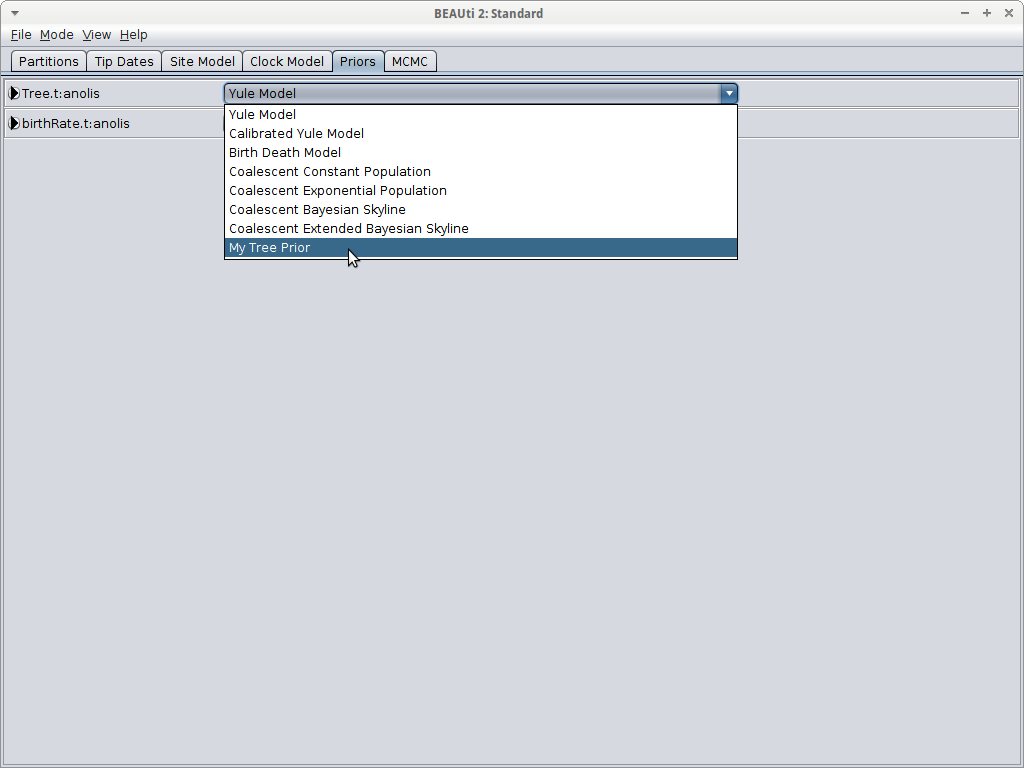 BEAUti 2: Standard
File Mode View Help
Partitions Tip Dates Site Model Clock Model Priors MCMC
Tree.t:anolis Yule Model
Yule Model
birthRate.t:anolis
Calibrated Yule Model
Birth Death Model
Coalescent Constant Population
Coalescent Exponential Population
Coalescent Bayesian Skyline
Coalescent Extended Bayesian Skyline
My Tree Prior